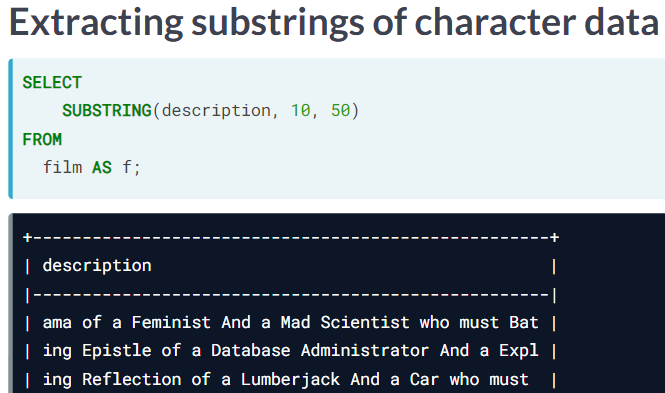 Extracting substrings of character data
SELECT
    SUBSTRING(description, 10, 50)
FROM
  film AS f;
+----------------------------------------------------+
| description                                        |
|----------------------------------------------------|
| ama of a Feminist And a Mad Scientist who must Bat |
| ing Epistle of a Database Administrator And a Expl |
| ing Reflection of a Lumberjack And a Car who must  |